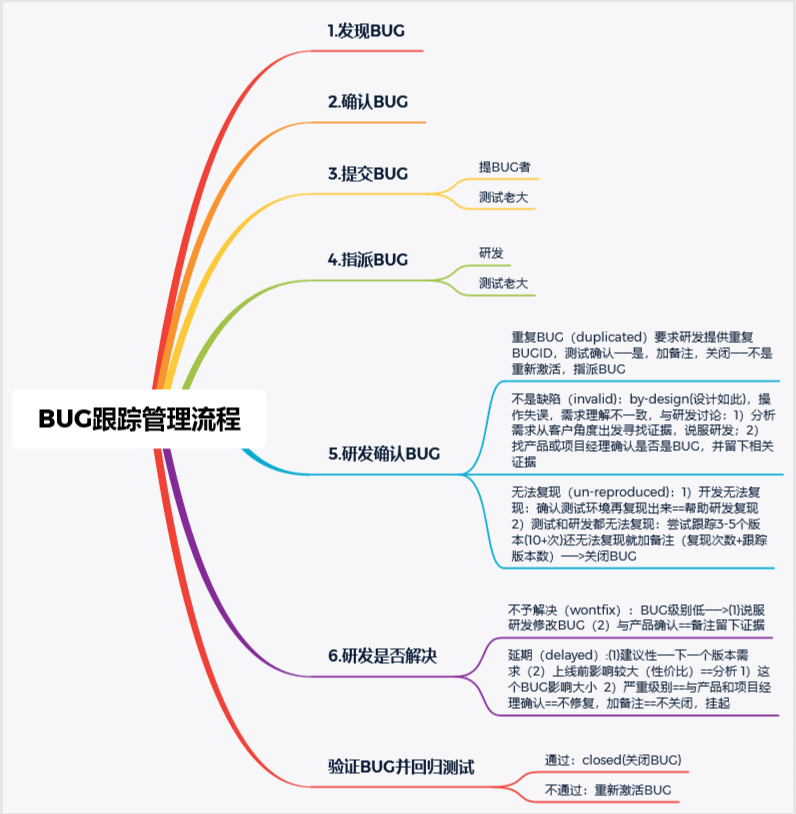 BUG跟踪管理流程
1.发现BUG
2.确认BUG
3.提交BUG
提BUG者
测试老大
4.指派BUG
研发
测试老大
5.研发确认BUG
重复BUG（duplicated）要求研发提供重复
BUGID，测试确认——是，加备注，关闭——不是
重新激活，指派BUG
不是缺陷（invalid）：by-design(设计如此)，操
作失误，需求理解不一致，与研发讨论：1）分析
需求从客户角度出发寻找证据，说服研发；2）
找产品或项目经理确认是否是BUG，并留下相关
证据
无法复现（un-reproduced）：1）开发无法复
现：确认测试环境再复现出来==帮助研发复现
2）测试和研发都无法复现：尝试跟踪3-5个版
本(10+次)还无法复现就加备注（复现次数+跟踪
版本数）——>关闭BUG
6.研发是否解决
不予解决（wontfix）：BUG级别低——>(1)说服
研发修改BUG（2）与产品确认==备注留下证据
延期（delayed）:(1)建议性——下一个版本需
求（2）上线前影响较大（性价比）==分析 1）这
个BUG影响大小 2）严重级别==与产品和项目经
理确认==不修复，加备注==不关闭，挂起
验证BUG并回归测试
通过：closed(关闭BUG)
不通过：重新激活BUG